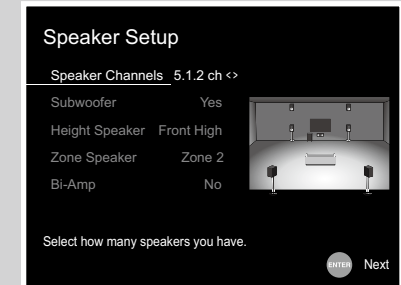 Speaker Setup
Speaker Channels 5.1.2 ch <>
Subwoofer Yes
Height Speaker Front High
Zone Speaker Zone 2
Bi-Amp No
Select how many speakers you have.
ENTER Next